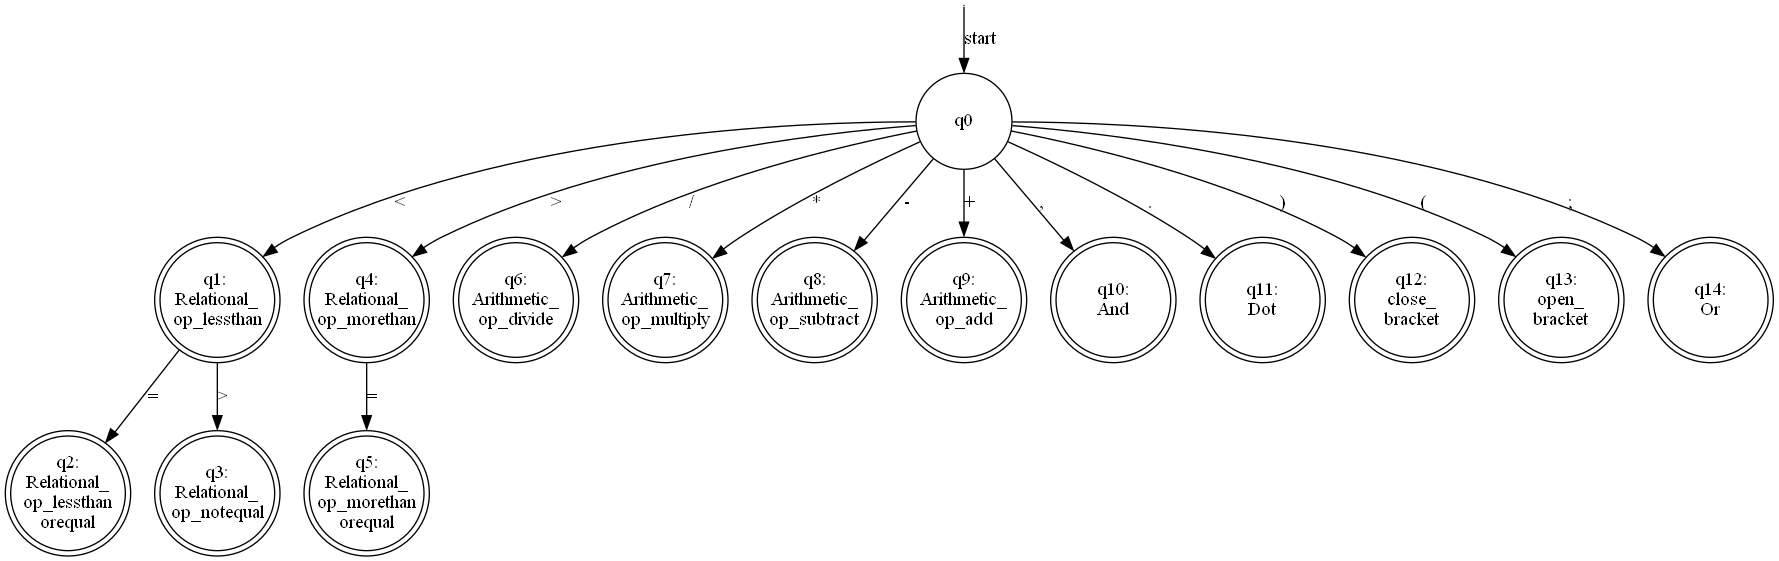 start
q0
<
>
/
*
-
+
,
.
)
(
;
q1:
Relational_
op_lessthan
q4:
Relational_
op_morethan
q6:
Arithmetic_
op_divide
q7:
Arithmetic_
op_multiply
q8:
Arithmetic_
op_subtract
q9:
Arithmetic_
op_add
q10:
And
q11:
Dot
q12:
close_
bracket
q13:
open_
bracket
q14:
Or
=
>
=
q2:
Relational_
op_lessthan
orequal
q3:
Relational_
op_notequal
q5:
Relational_
op_morethan
orequal